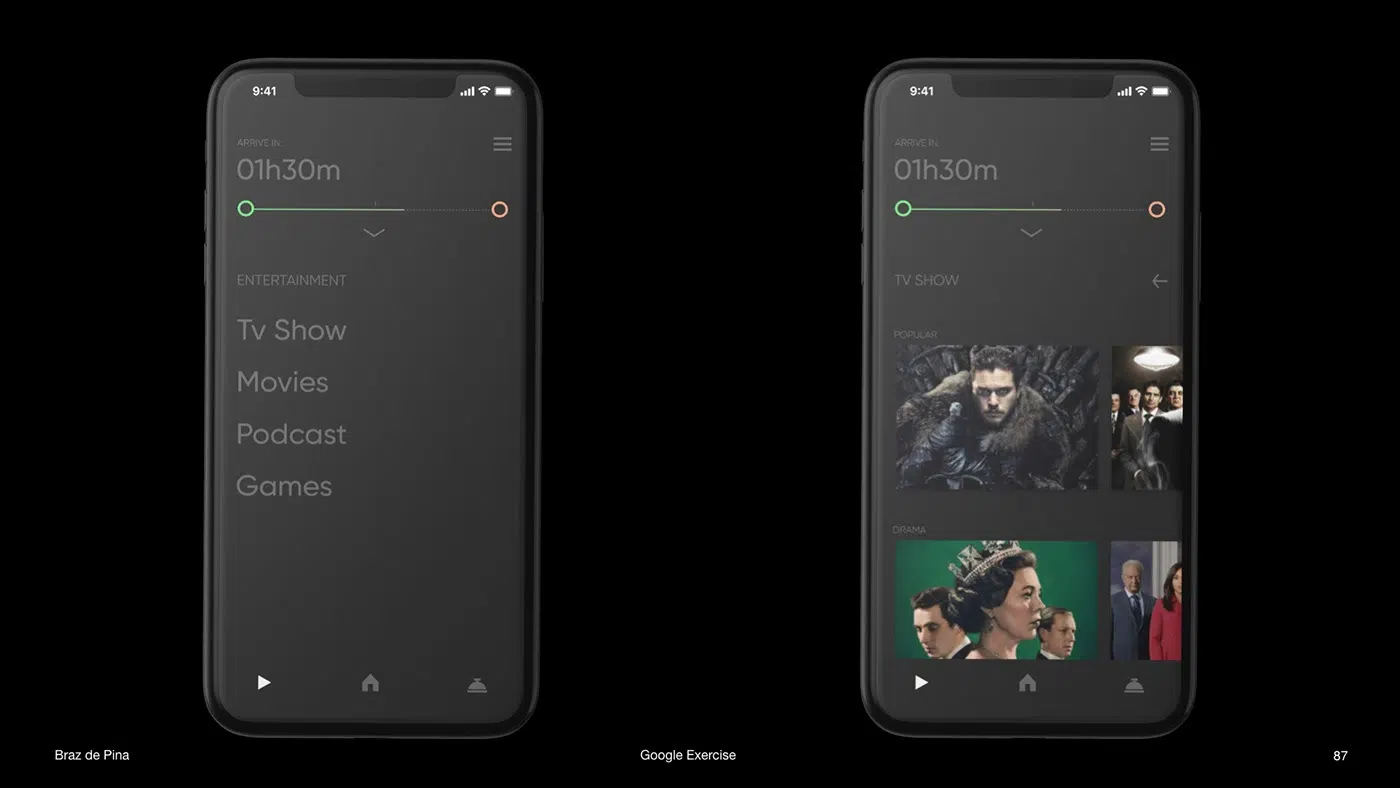 9:41
ARRIVE IN:
01h30m
ENTERTAINMENT
Tv Show
Movies
Podcast
Games
9:41
ARRIVE IN:
01h30m
TV SHOW
POPULAR
DRAMA
Braz de Pina
Google Exercise
87